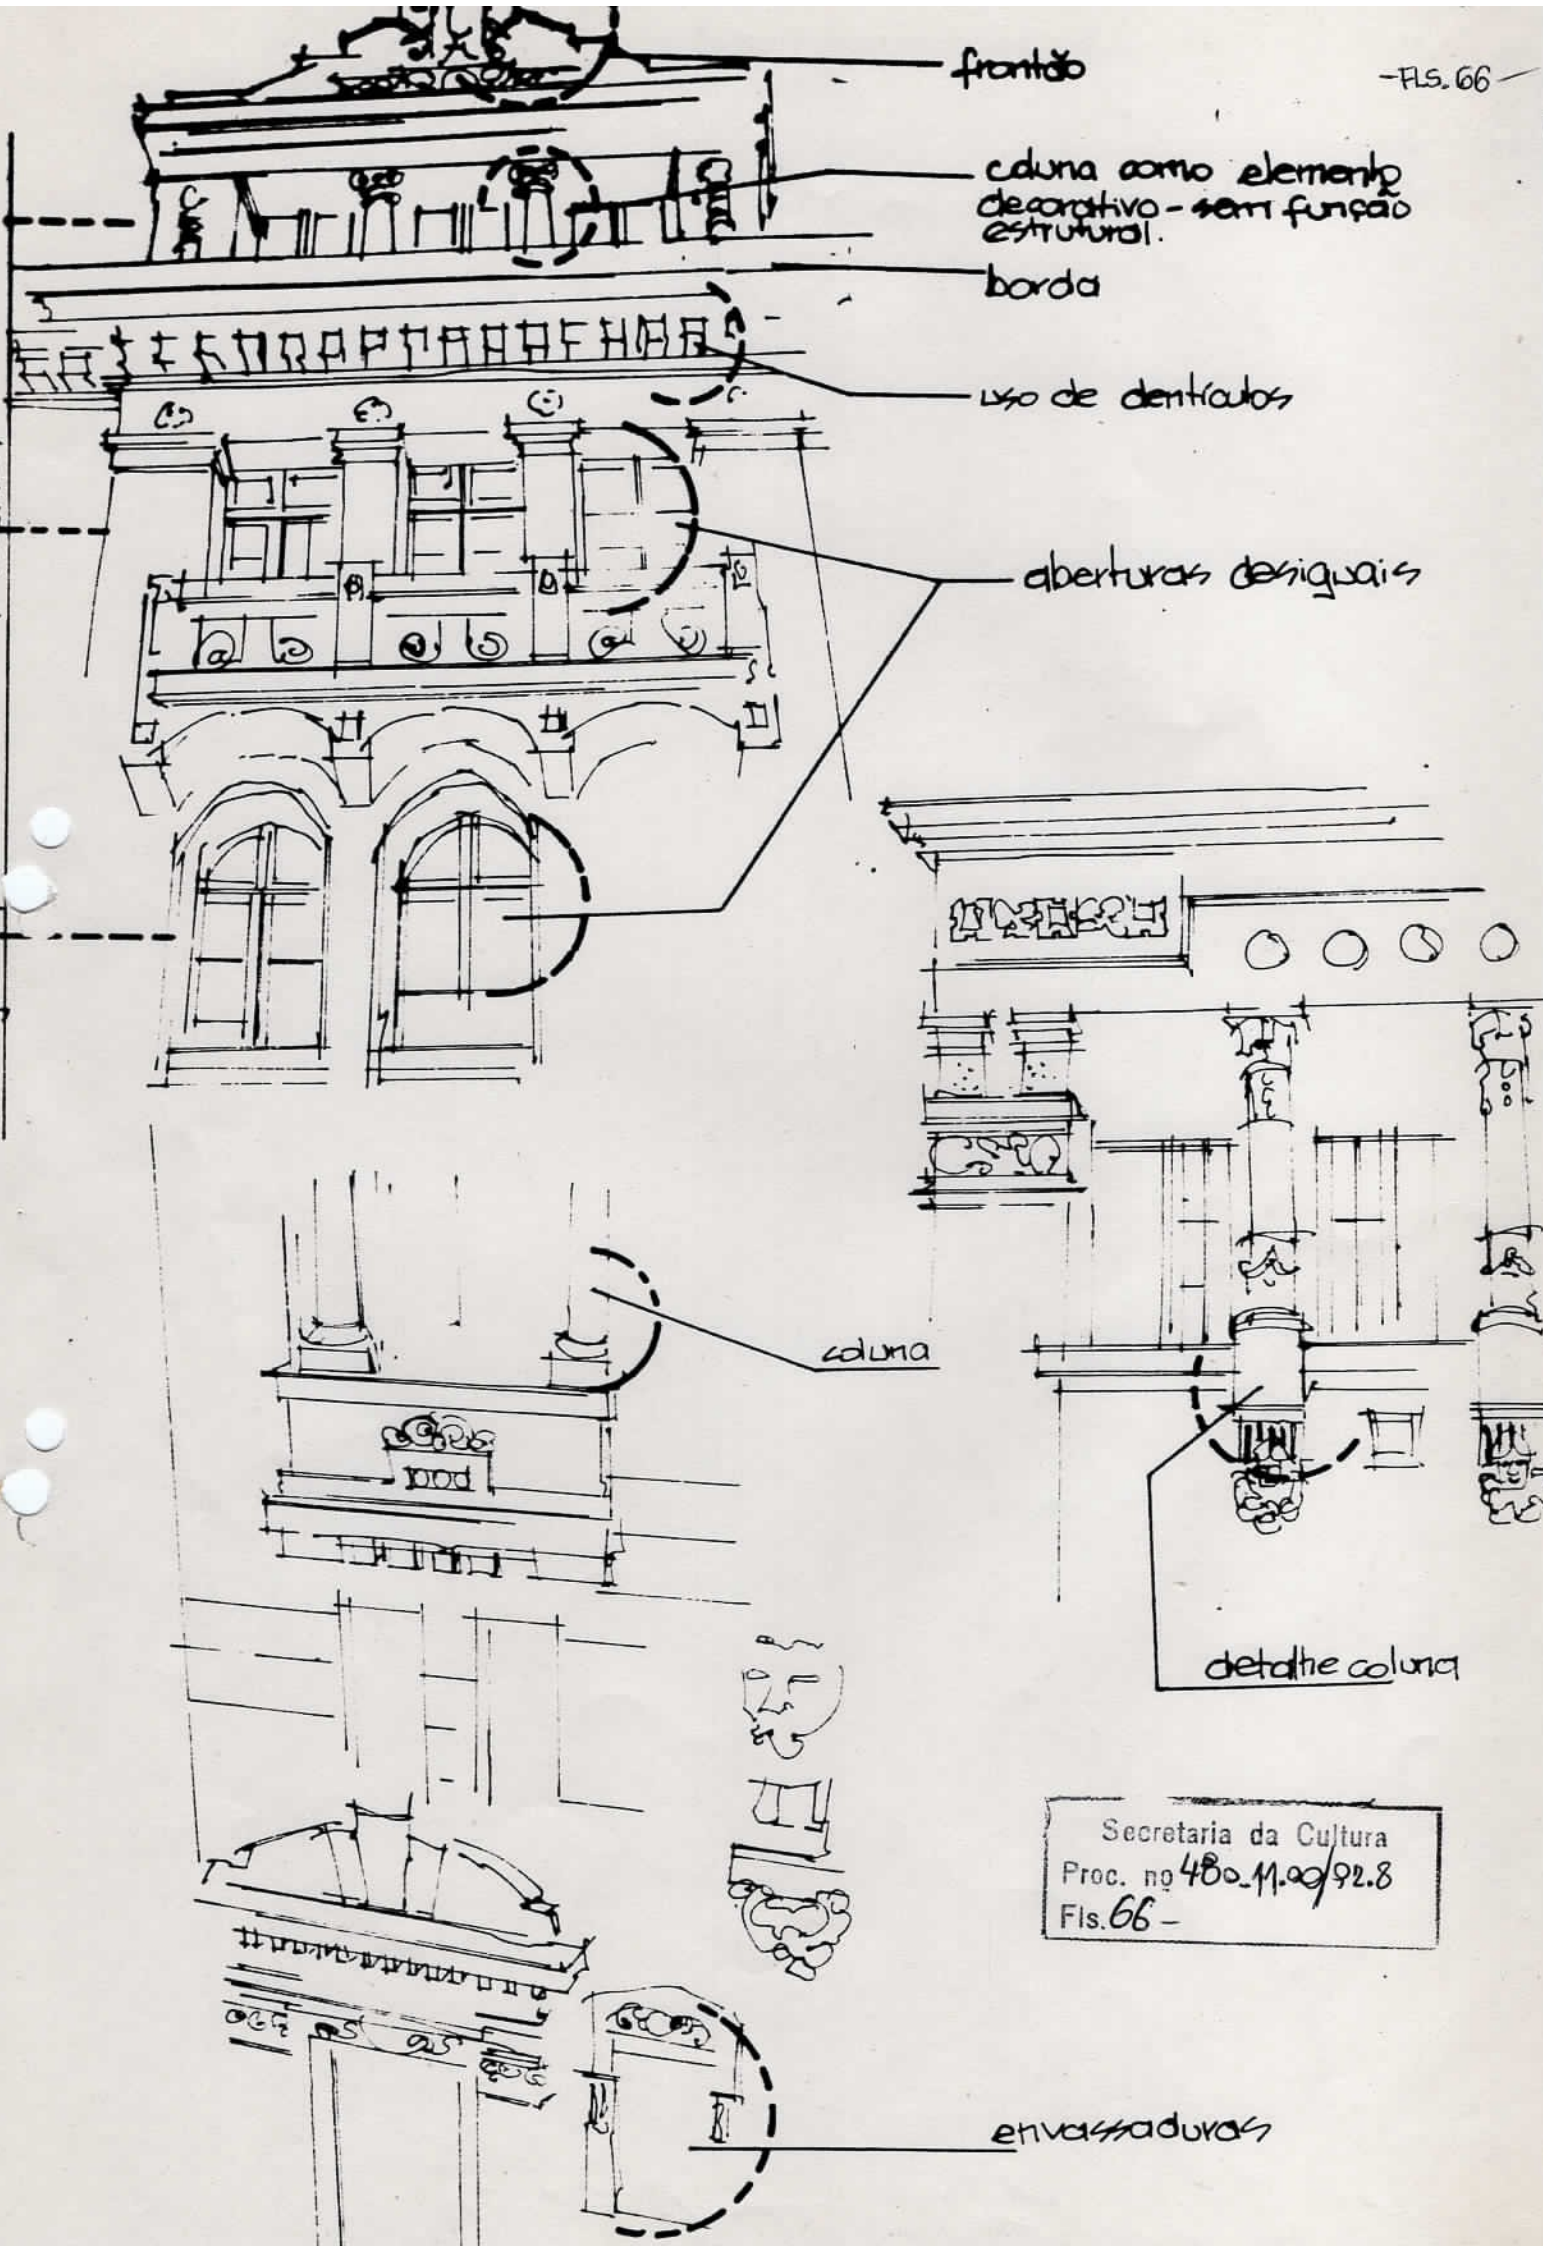 frontão
-FLS. 66-
coluna como elemento
decorativo - sem função
estrutural.
borda
uso de dentículos
aberturas desiguais
coluna
detalhe coluna
Secretaria da Cultura
Proc. nº 480.11.00/92.8
Fls. 66 -
envassaduras